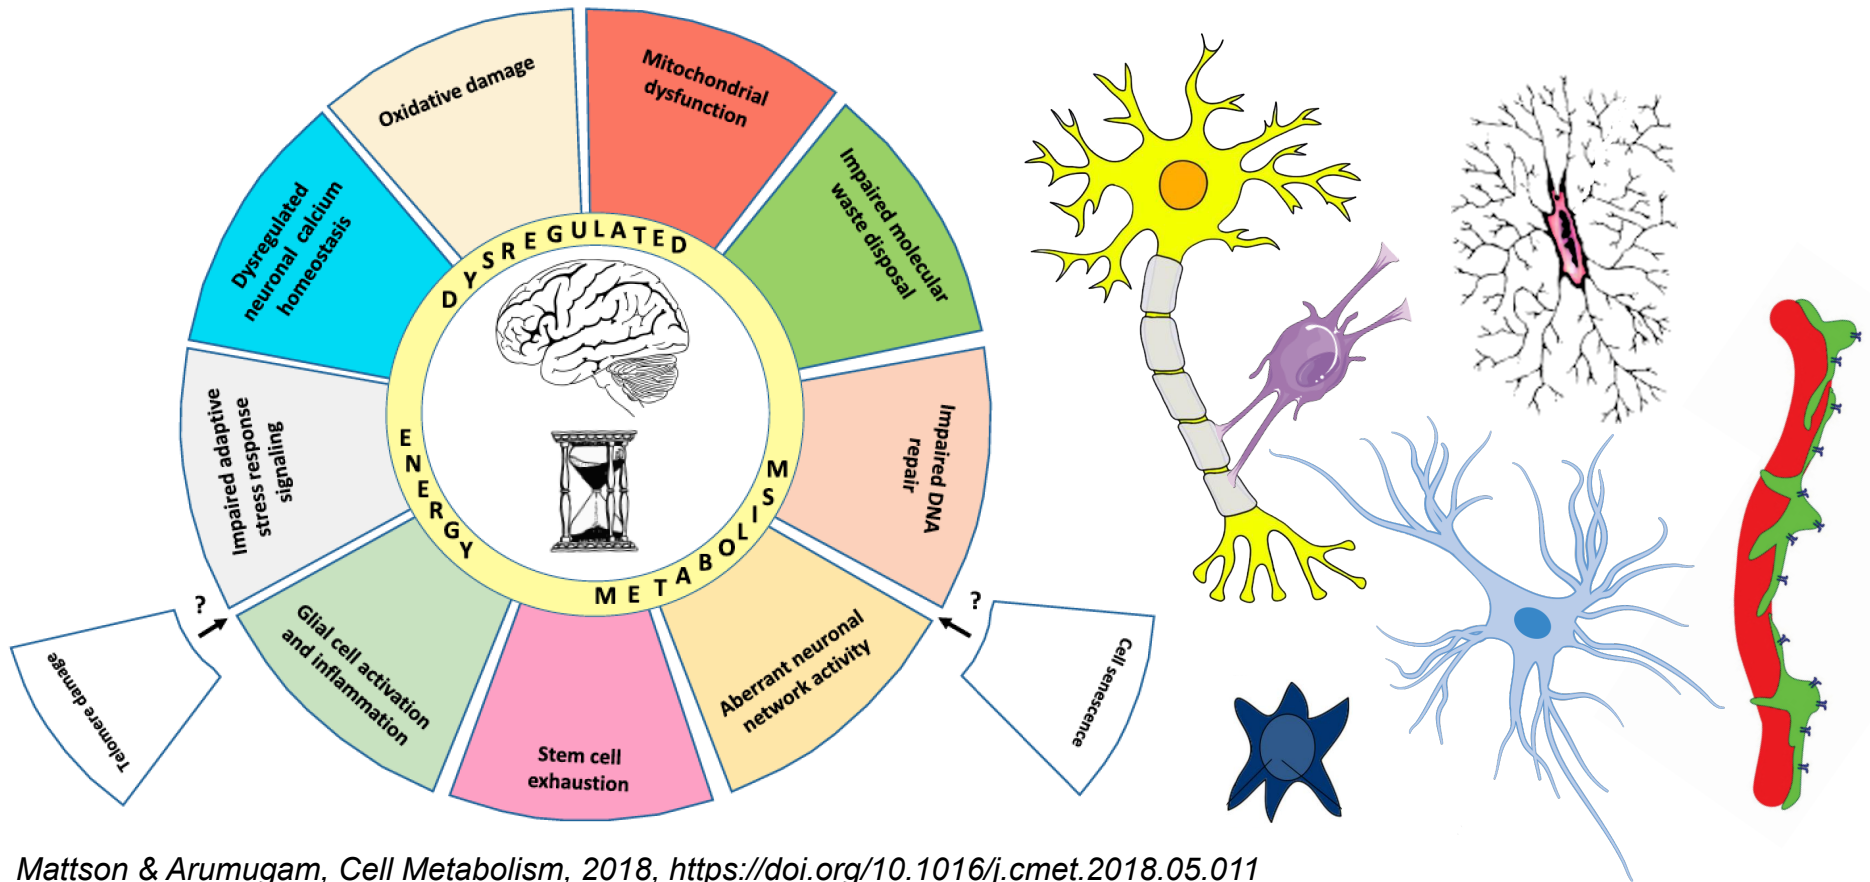 Oxidative damage
Mitochondrial
dysfunction
Impaired molecular
waste disposal
Impaired DNA
repair
Aberrant neuronal
network activity
Stem cell
exhaustion
Glial cell activation
and inflammation
Impaired adaptive
stress response
signaling
Dysregulated
neuronal calcium
homeostasis
DYSREGULATED
ENERGY
METABOLISM
?
Telomere damage
?
Cell senescence
Mattson & Arumugam, Cell Metabolism, 2018, https://doi.org/10.1016/j.cmet.2018.05.011